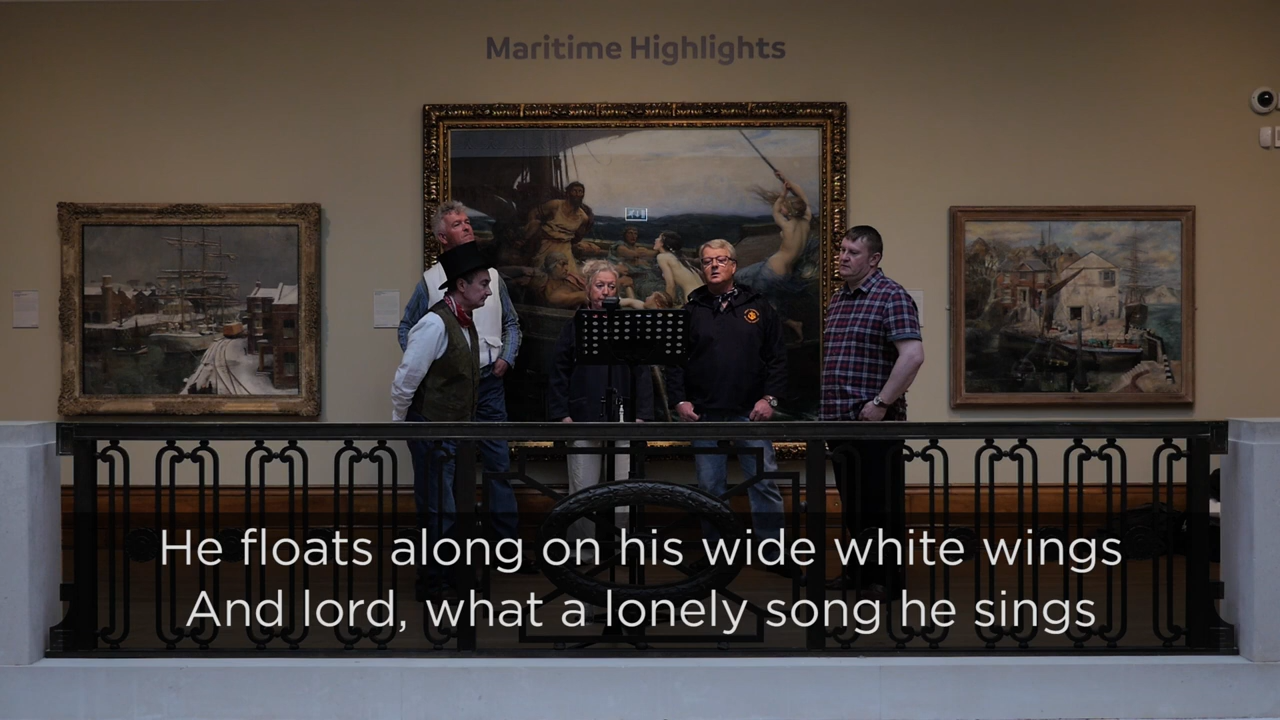 Maritime Highlights
He floats along on his wide white wings
And lord, what a lonely song he sings